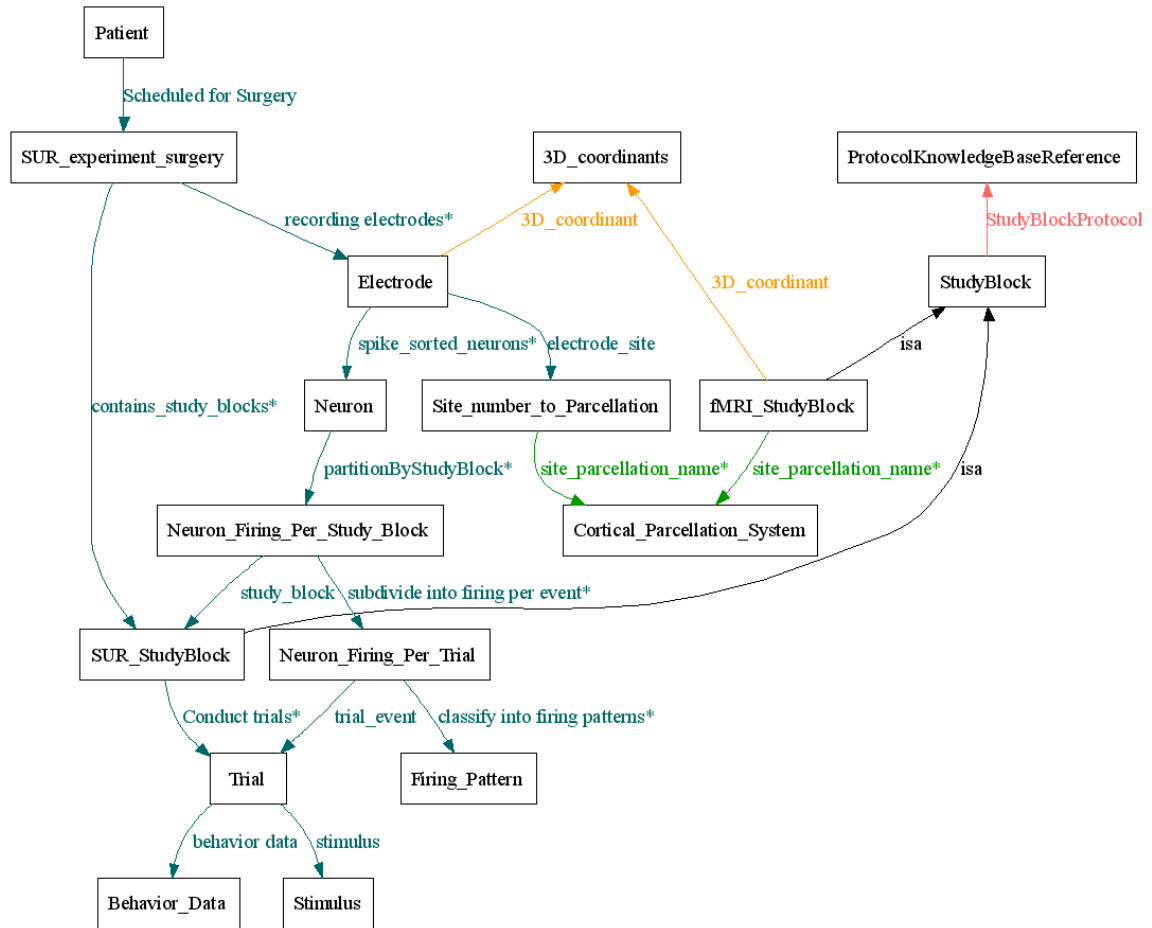 Patient
Scheduled for Surgery
SUR_experiment_surgery
3D_coordinants
ProtocolKnowledgeBaseReference
recording electrodes*
3D_coordinant
StudyBlockProtocol
Electrode
3D_coordinant
StudyBlock
spike_sorted_neurons*
electrode_site
isa
contains_study_blocks*
Neuron
Site_number_to_Parcellation
fMRI_StudyBlock
partitionByStudyBlock*
site_parcellation_name*
site_parcellation_name*
isa
Neuron_Firing_Per_Study_Block
Cortical_Parcellation_System
study_block
subdivide into firing per event*
SUR_StudyBlock
Neuron_Firing_Per_Trial
Conduct trials*
trial_event
classify into firing patterns*
Trial
Firing_Pattern
behavior data
stimulus
Behavior_Data
Stimulus